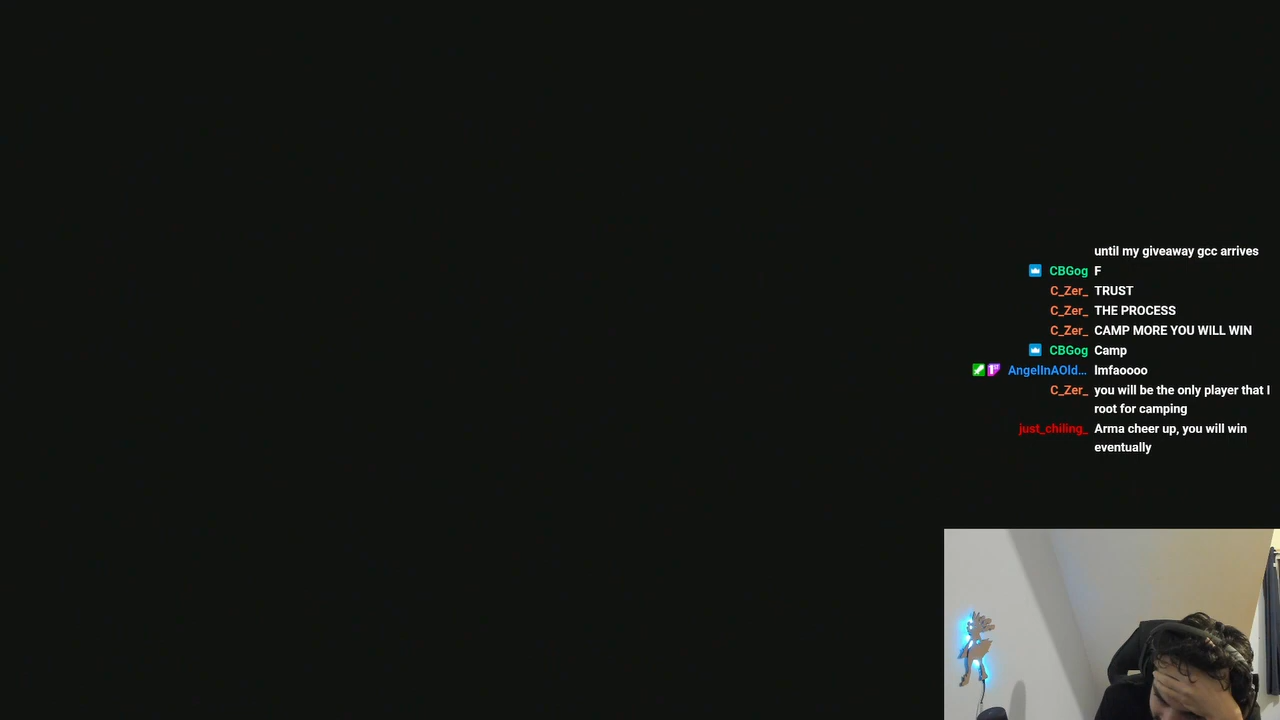 until my giveaway gcc arrives
CBGog F
C_Zer_ TRUST
C_Zer_ THE PROCESS
C_Zer_ CAMP MORE YOU WILL WIN
CBGog Camp
AngelInAOld… lmfaoooo
C_Zer_ you will be the only player that I
root for camping
just_chiling_ Arma cheer up, you will win
eventually